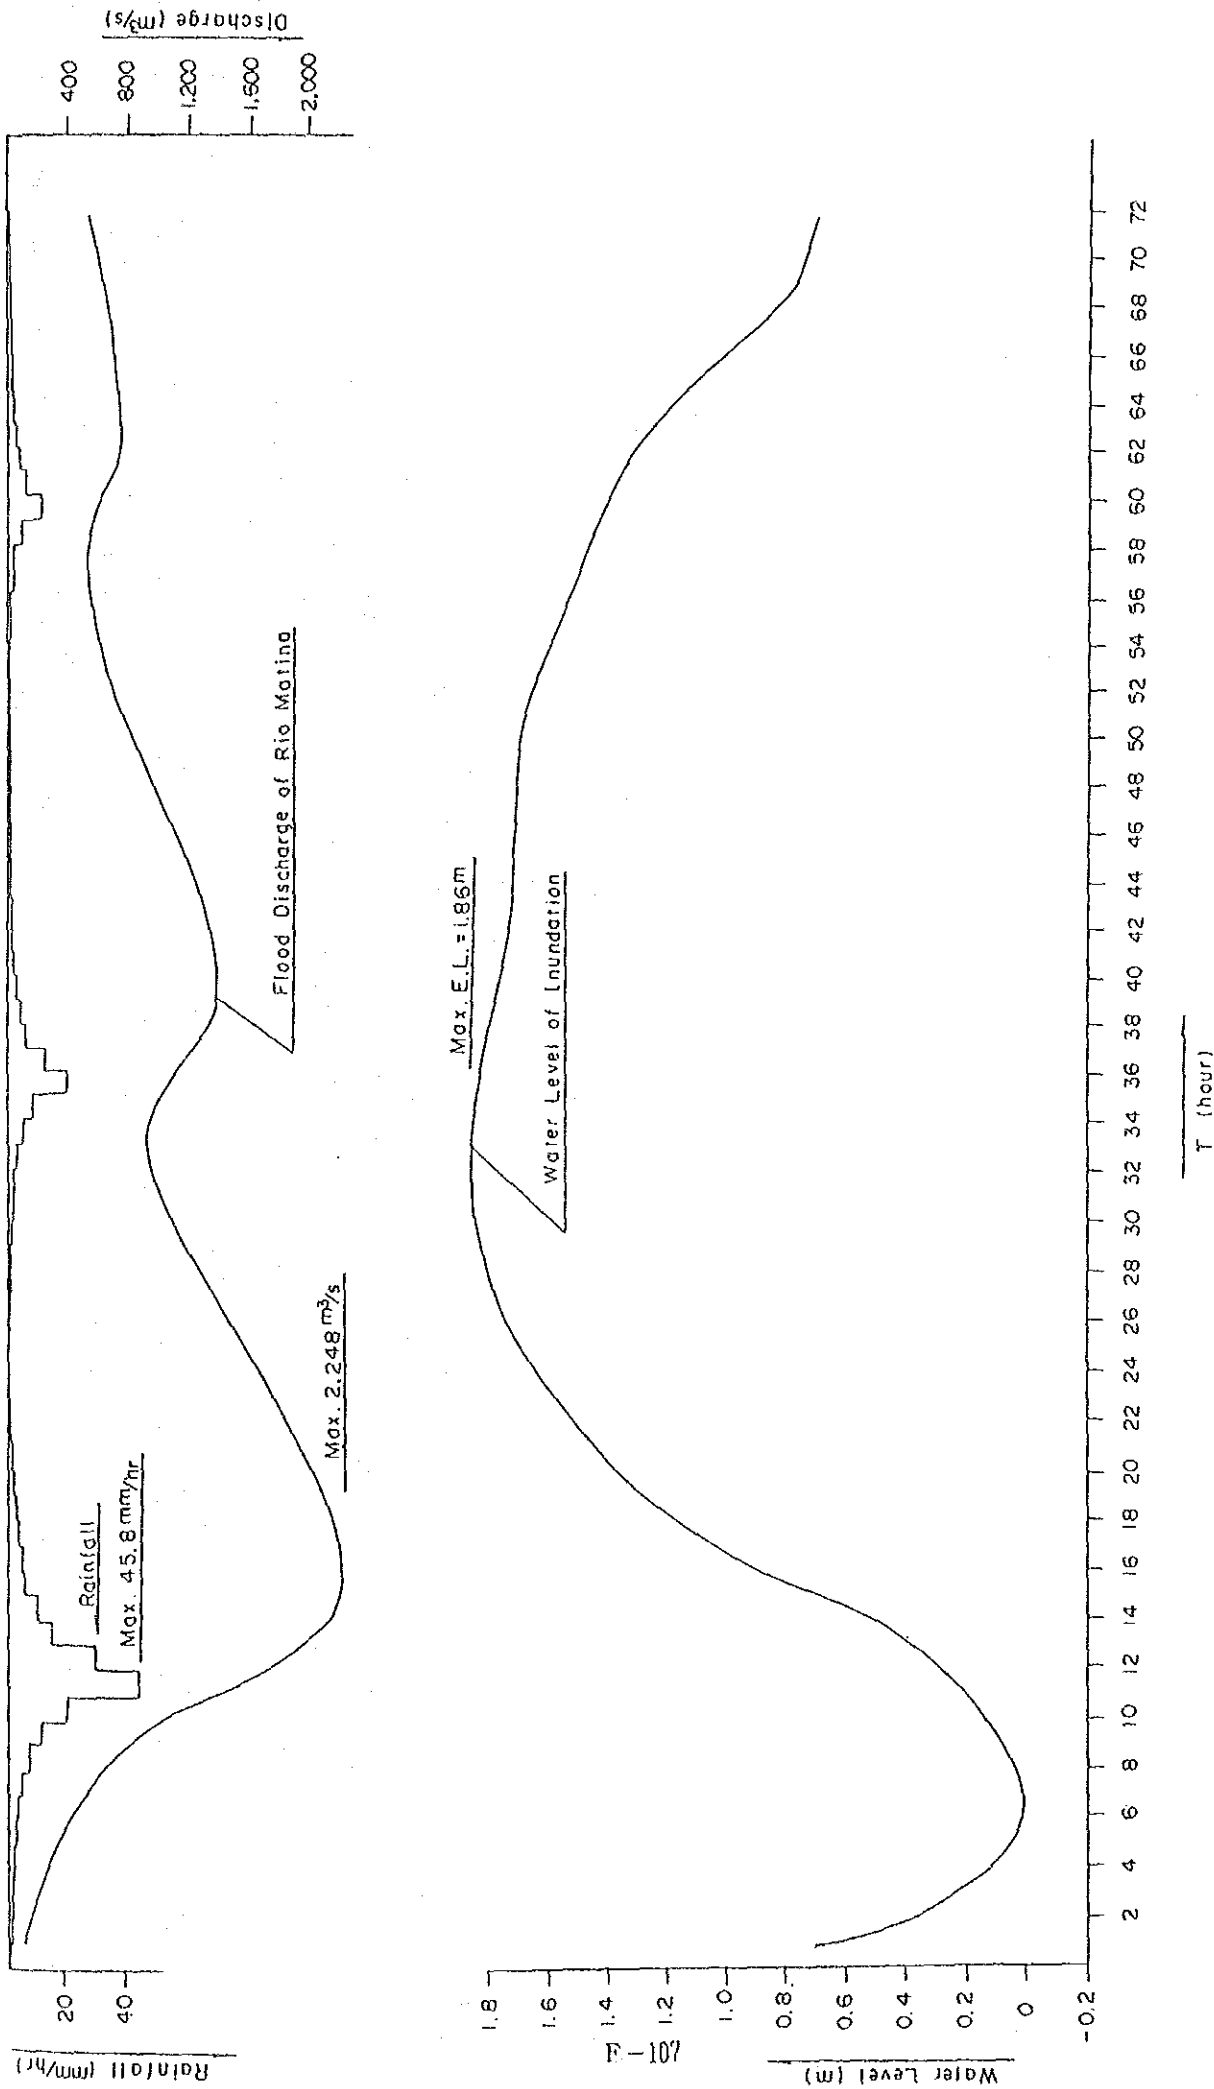 Rainfall (mm/hr)
20
40
Discharge (m³/s)
400
800
1,200
1,600
2,000
Rainfall
Max. 45.8 mm/hr
Max. 2.248 m³/s
Flood Discharge of Rio Matina
Max. E.L. = 1.86 m
Water Level of Inundation
Water Level (m)
1.8
1.6
1.4
1.2
1.0
0.8
0.6
0.4
0.2
0
-0.2
2 4 6 8 10 12 14 16 18 20 22 24 26 28 30 32 34 36 38 40 42 44 46 48 50 52 54 56 58 60 62 64 66 68 70 72
T (hour)
E-107